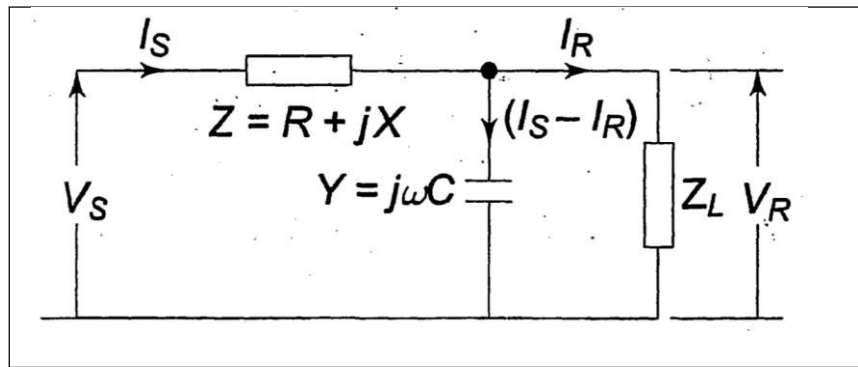 I_S I_R
Z = R + jX (I_S – I_R)
V_S Y = jωC Z_L V_R